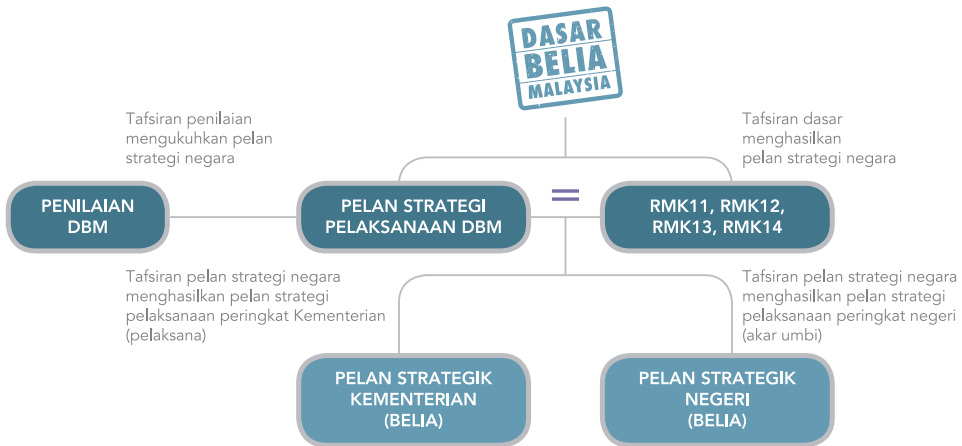 DASAR
BELIA
MALAYSIA
Tafsiran penilaian
mengukuhkan pelan
strategi negara
Tafsiran dasar
menghasilkan
pelan strategi negara
PENILAIAN
DBM
PELAN STRATEGI
PELAKSANAAN DBM
=
RMK11, RMK12,
RMK13, RMK14
Tafsiran pelan strategi negara
menghasilkan pelan strategi
pelaksanaan peringkat Kementerian
(pelaksana)
Tafsiran pelan strategi negara
menghasilkan pelan strategi
pelaksanaan peringkat negeri
(akar umbi)
PELAN STRATEGIK
KEMENTERIAN
(BELIA)
PELAN STRATEGIK
NEGERI
(BELIA)